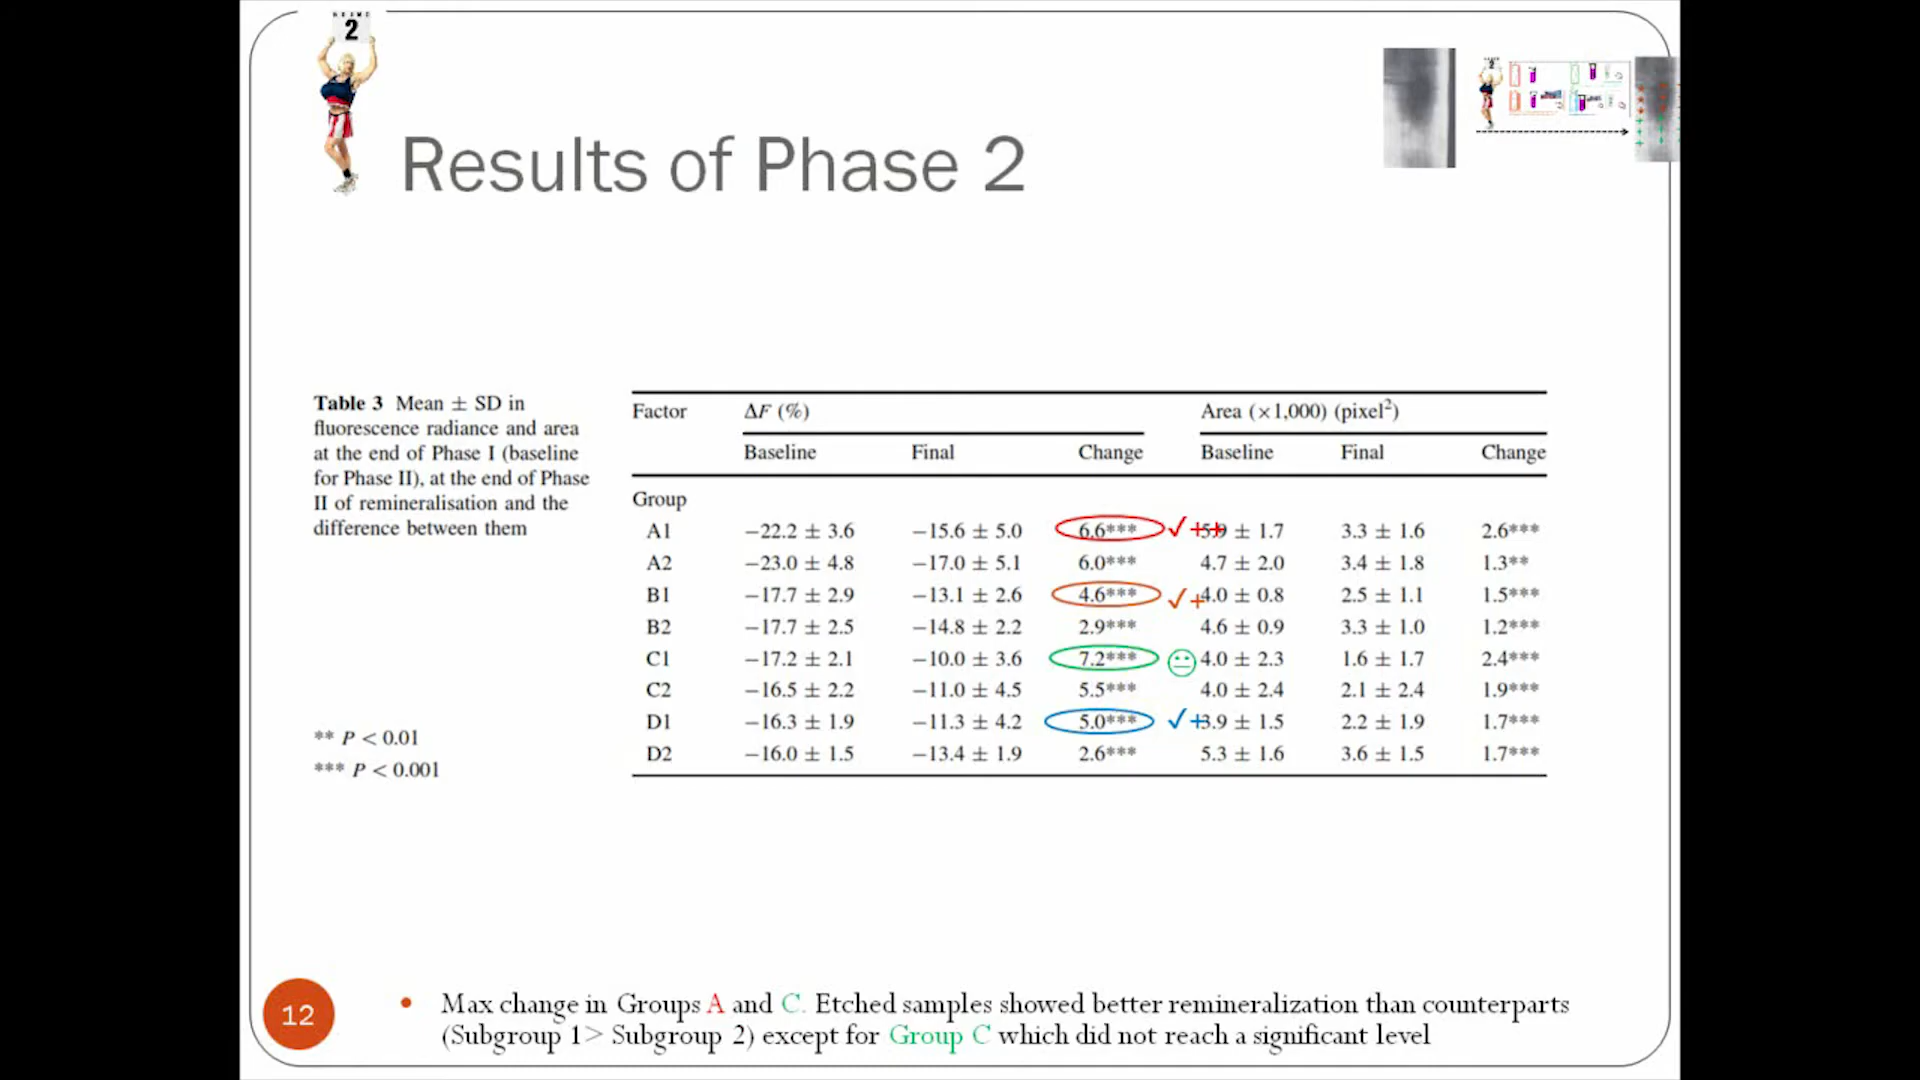 2
Results of Phase 2
Table 3 Mean ± SD in
fluorescence radiance and area
at the end of Phase I (baseline
for Phase II), at the end of Phase
II of remineralisation and the
difference between them
** P < 0.01
*** P < 0.001
Factor ΔF (%) Area (×1,000) (pixel²)
Baseline Final Change Baseline Final Change
Group
A1 −22.2 ± 3.6 −15.6 ± 5.0 6.6*** ✓++ 5.9 ± 1.7 3.3 ± 1.6 2.6***
A2 −23.0 ± 4.8 −17.0 ± 5.1 6.0*** 4.7 ± 2.0 3.4 ± 1.8 1.3**
B1 −17.7 ± 2.9 −13.1 ± 2.6 4.6*** ✓+ 4.0 ± 0.8 2.5 ± 1.1 1.5***
B2 −17.7 ± 2.5 −14.8 ± 2.2 2.9*** 4.6 ± 0.9 3.3 ± 1.0 1.2***
C1 −17.2 ± 2.1 −10.0 ± 3.6 7.2*** 4.0 ± 2.3 1.6 ± 1.7 2.4***
C2 −16.5 ± 2.2 −11.0 ± 4.5 5.5*** 4.0 ± 2.4 2.1 ± 2.4 1.9***
D1 −16.3 ± 1.9 −11.3 ± 4.2 5.0*** ✓+ 3.9 ± 1.5 2.2 ± 1.9 1.7***
D2 −16.0 ± 1.5 −13.4 ± 1.9 2.6*** 5.3 ± 1.6 3.6 ± 1.5 1.7***
12
• Max change in Groups A and C. Etched samples showed better remineralization than counterparts
(Subgroup 1> Subgroup 2) except for Group C which did not reach a significant level